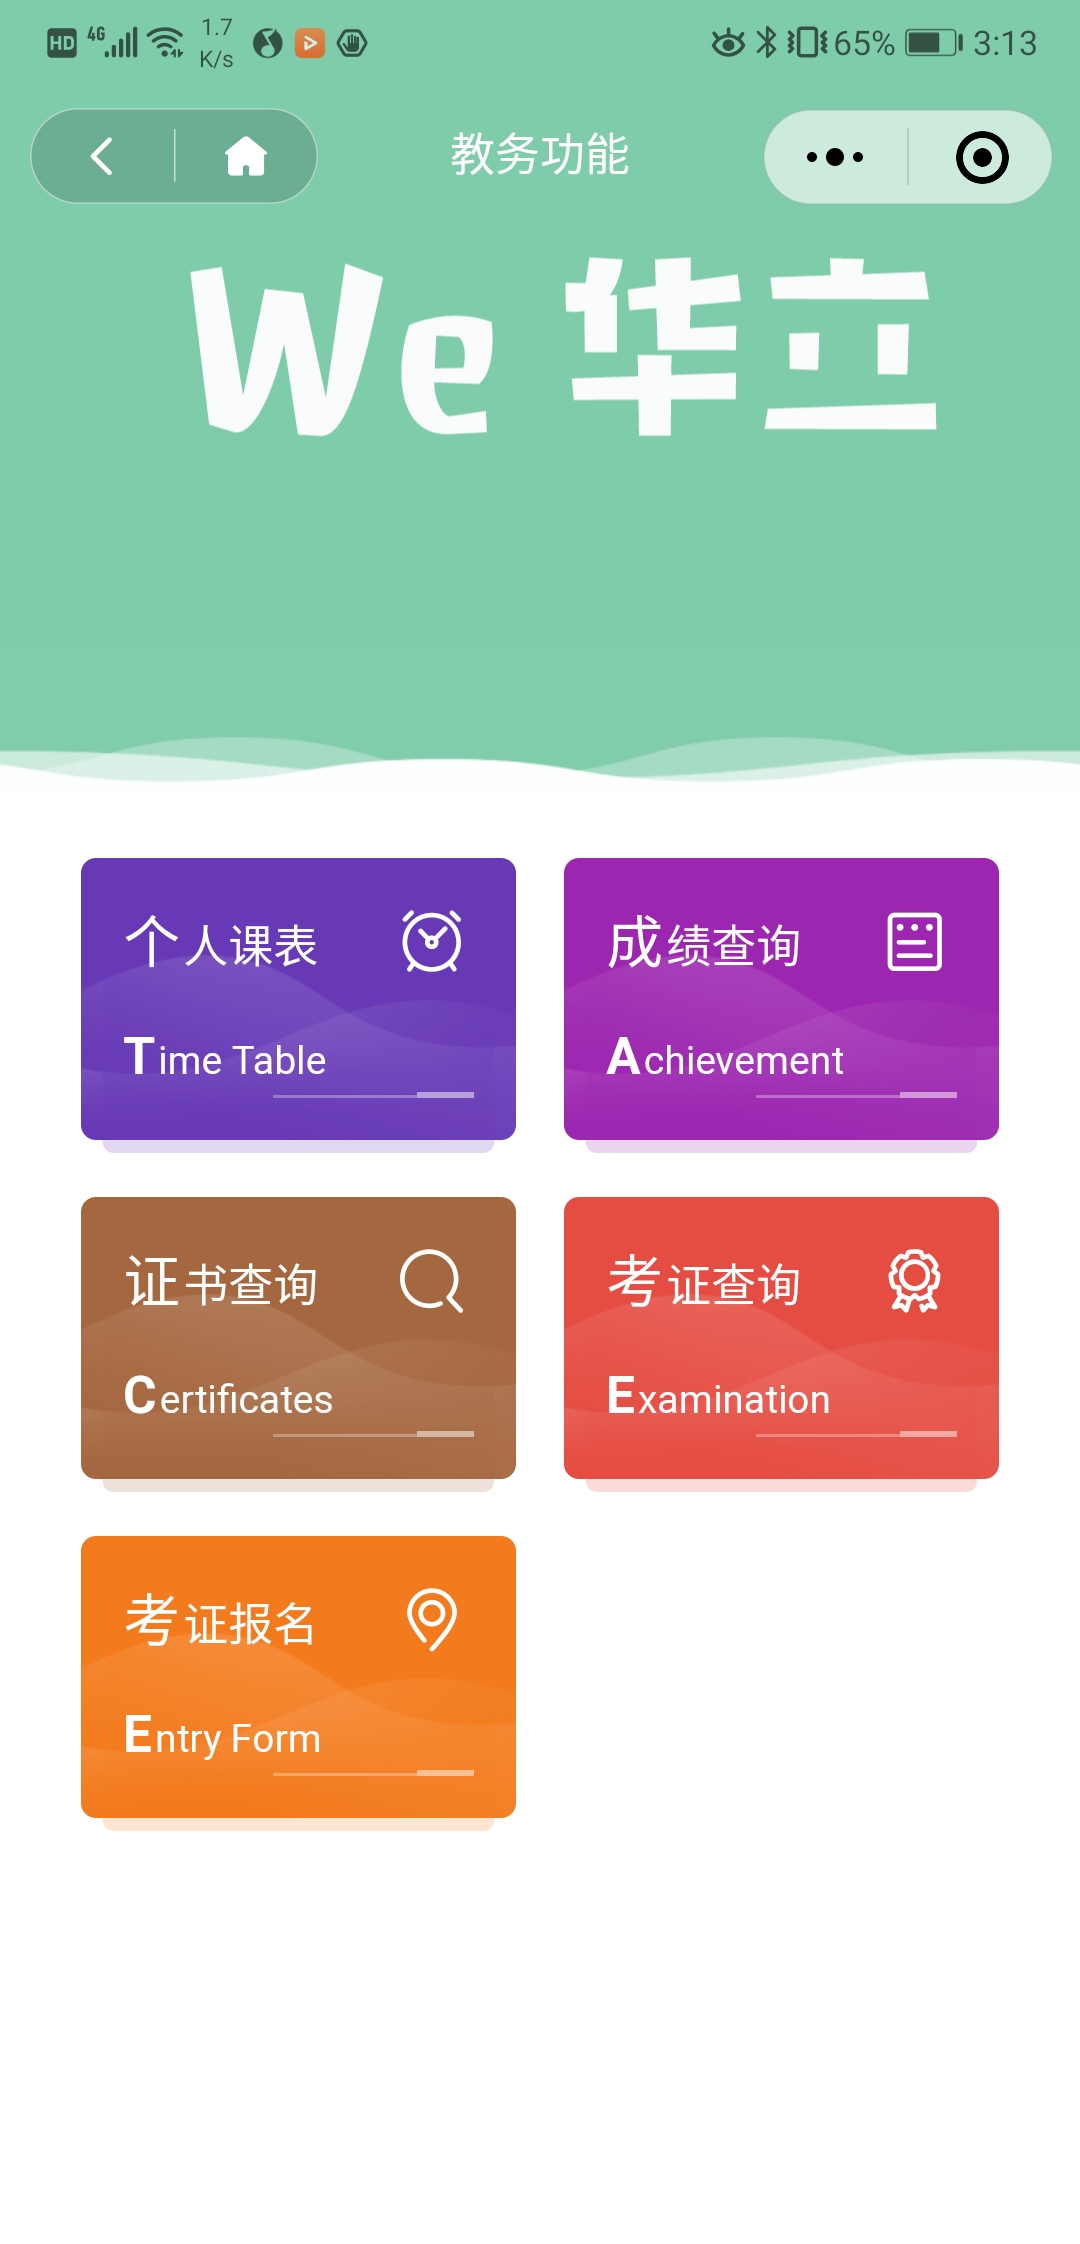 HD 4G 1.7 K/s 65% 3:13
教务功能
We 华立
个人课表
Time Table
成绩查询
Achievement
证书查询
Certificates
考证查询
Examination
考证报名
Entry Form